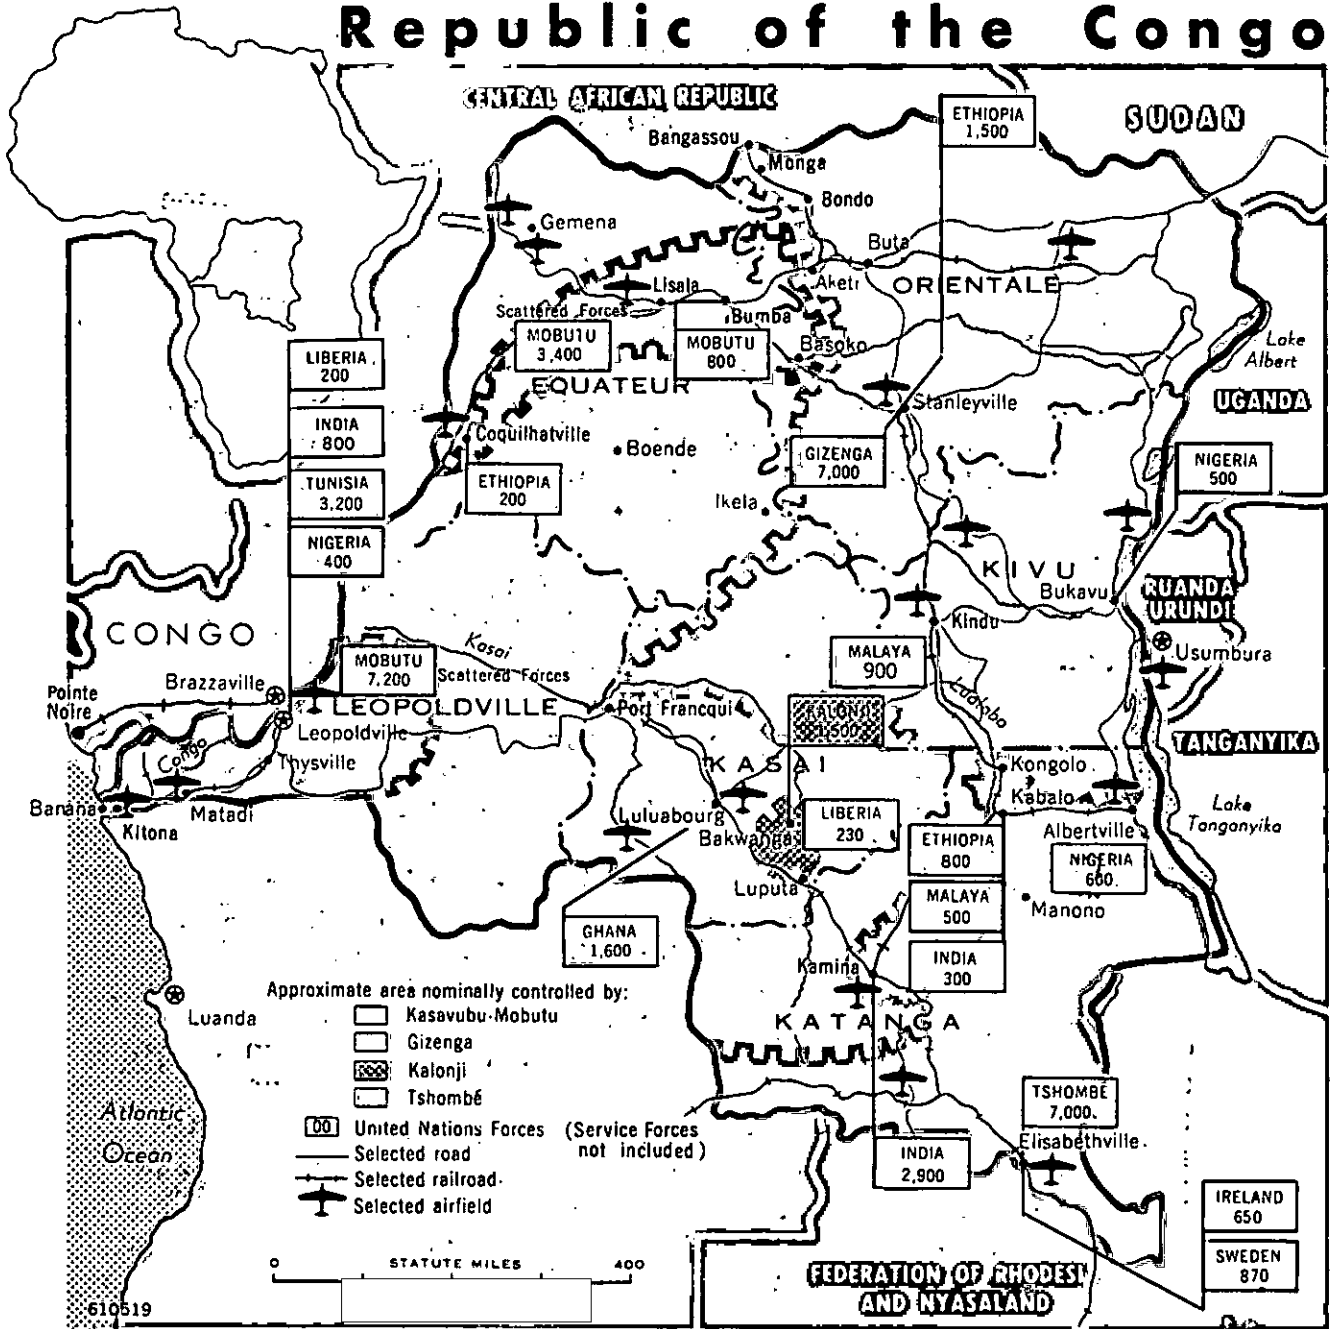 Republic of the Congo
CENTRAL AFRICAN REPUBLIC
SUDAN
ETHIOPIA
1,500
Bangassou
Monga
Bondo
Gemena
Buta
Aketi
ORIENTALE
Lisala
Scattered Forces
Bumba
MOBUTU
3,400
MOBUTU
800
Basoko
Lake
Albert
EQUATEUR
Stanleyville
UGANDA
LIBERIA
200
INDIA
800
TUNISIA
3,200
NIGERIA
400
Coquilhatville
Boende
GIZENGA
7,000
NIGERIA
500
ETHIOPIA
200
Ikela
KIVU
Bukavu
RUANDA
URUNDI
CONGO
Kindu
Usumbura
Kasai
MALAYA
900
MOBUTU
7,200
Scattered Forces
Brazzaville
Pointe
Noire
LEOPOLDVILLE
Port Francqui
KALONJI
1,500
Lualaba
Leopoldville
TANGANYIKA
Congo
Thysville
KASAI
Kongolo
Kabalo
Banana
Kitona
Matadi
Luluabourg
Bakwanga
LIBERIA
230
ETHIOPIA
800
Albertville
Lake
Tanganyika
NIGERIA
600
Luputa
MALAYA
500
Manono
GHANA
1,600
INDIA
300
Kamina
KATANGA
Luanda
Approximate area nominally controlled by:
Kasavubu-Mobutu
Gizenga
Kalonji
Tshombé
United Nations Forces (Service Forces
not included)
Selected road
Selected railroad
Selected airfield
Atlantic
Ocean
TSHOMBÉ
7,000
Elisabethville
INDIA
2,900
IRELAND
650
SWEDEN
870
0 STATUTE MILES 400
FEDERATION OF RHODESI
AND NYASALAND
610519